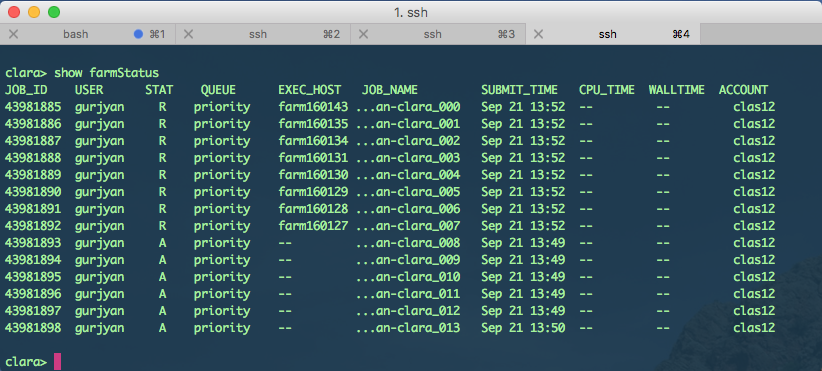 1. ssh
bash ⌘1 ssh ⌘2 ssh ⌘3 ssh ⌘4
clara> show farmStatus
JOB_ID USER STAT QUEUE EXEC_HOST JOB_NAME SUBMIT_TIME CPU_TIME WALLTIME ACCOUNT
43981885 gurjyan R priority farm160143 ...an-clara_000 Sep 21 13:52 -- -- clas12
43981886 gurjyan R priority farm160135 ...an-clara_001 Sep 21 13:52 -- -- clas12
43981887 gurjyan R priority farm160134 ...an-clara_002 Sep 21 13:52 -- -- clas12
43981888 gurjyan R priority farm160131 ...an-clara_003 Sep 21 13:52 -- -- clas12
43981889 gurjyan R priority farm160130 ...an-clara_004 Sep 21 13:52 -- -- clas12
43981890 gurjyan R priority farm160129 ...an-clara_005 Sep 21 13:52 -- -- clas12
43981891 gurjyan R priority farm160128 ...an-clara_006 Sep 21 13:52 -- -- clas12
43981892 gurjyan R priority farm160127 ...an-clara_007 Sep 21 13:52 -- -- clas12
43981893 gurjyan A priority -- ...an-clara_008 Sep 21 13:49 -- -- clas12
43981894 gurjyan A priority -- ...an-clara_009 Sep 21 13:49 -- -- clas12
43981895 gurjyan A priority -- ...an-clara_010 Sep 21 13:49 -- -- clas12
43981896 gurjyan A priority -- ...an-clara_011 Sep 21 13:49 -- -- clas12
43981897 gurjyan A priority -- ...an-clara_012 Sep 21 13:49 -- -- clas12
43981898 gurjyan A priority -- ...an-clara_013 Sep 21 13:50 -- -- clas12
clara>